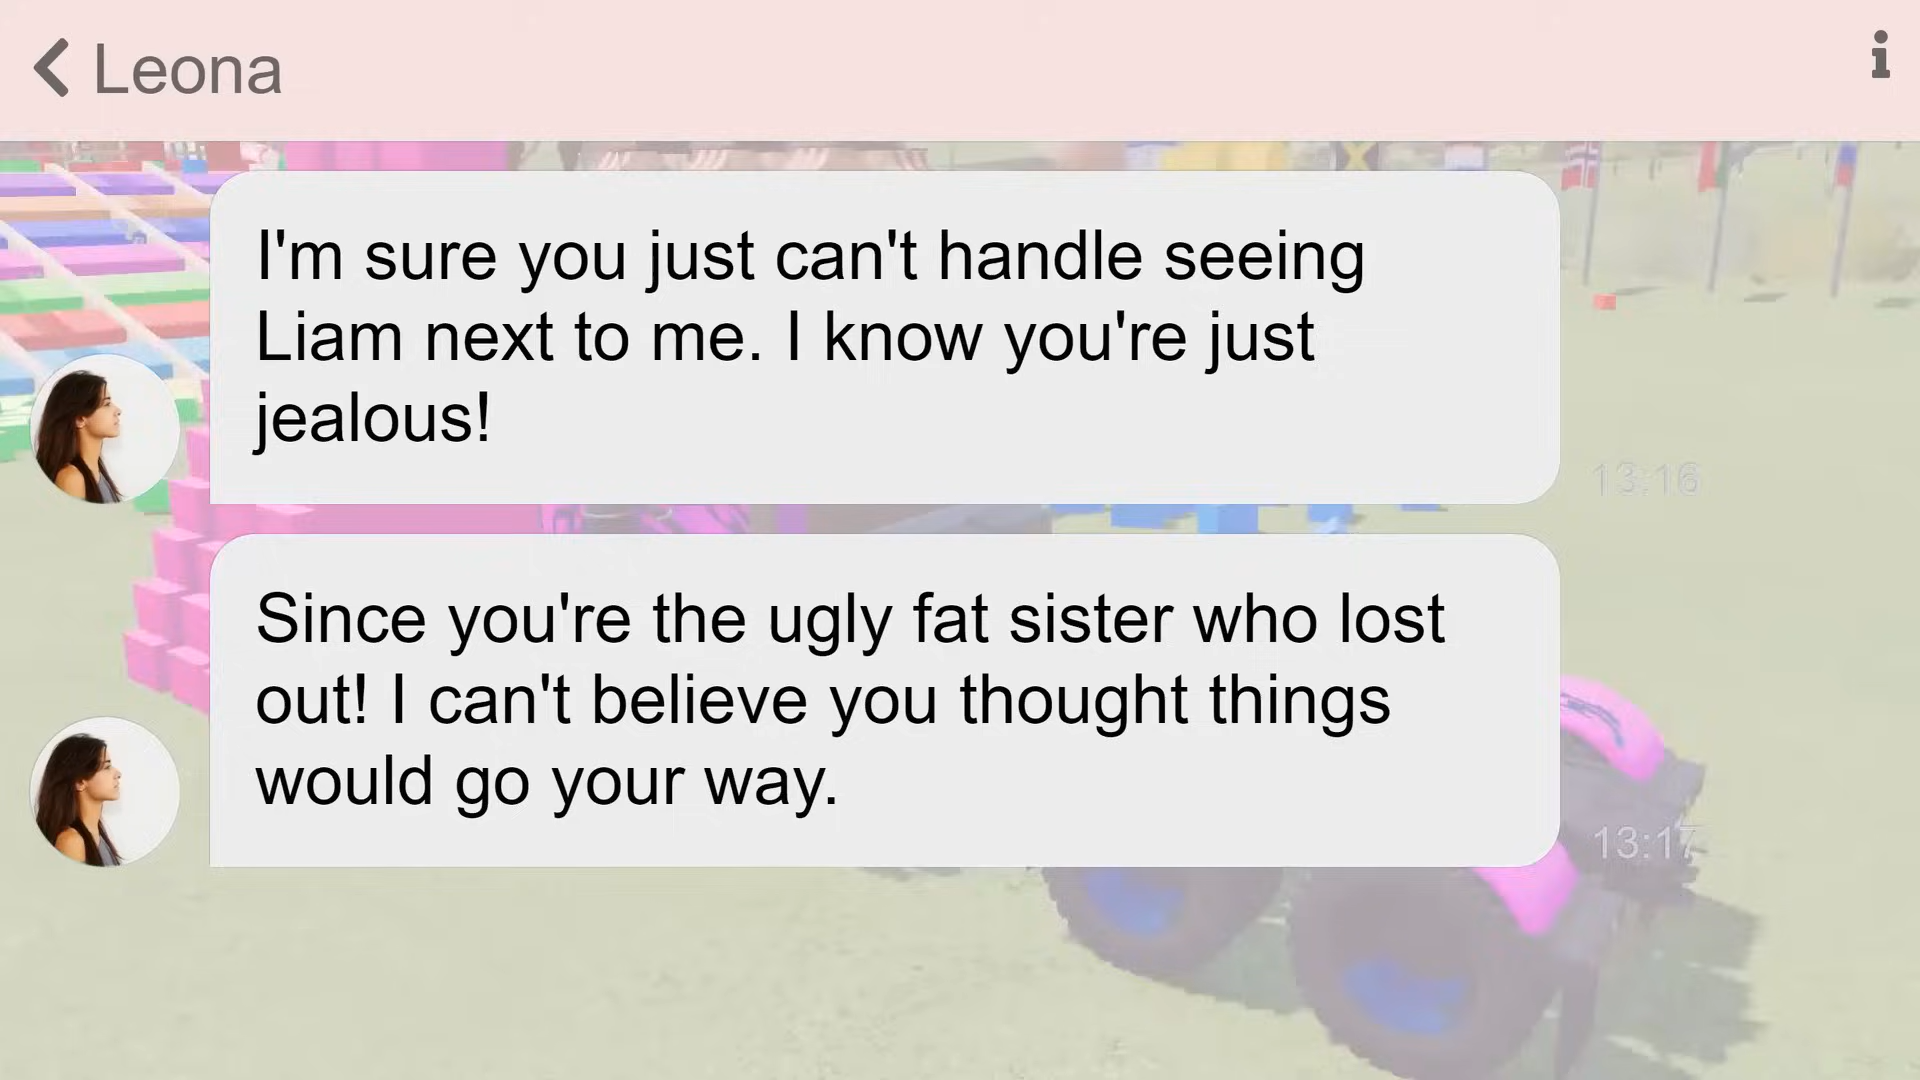 Leona
I'm sure you just can't handle seeing
Liam next to me. I know you're just
jealous!
13:16
Since you're the ugly fat sister who lost
out! I can't believe you thought things
would go your way.
13:17